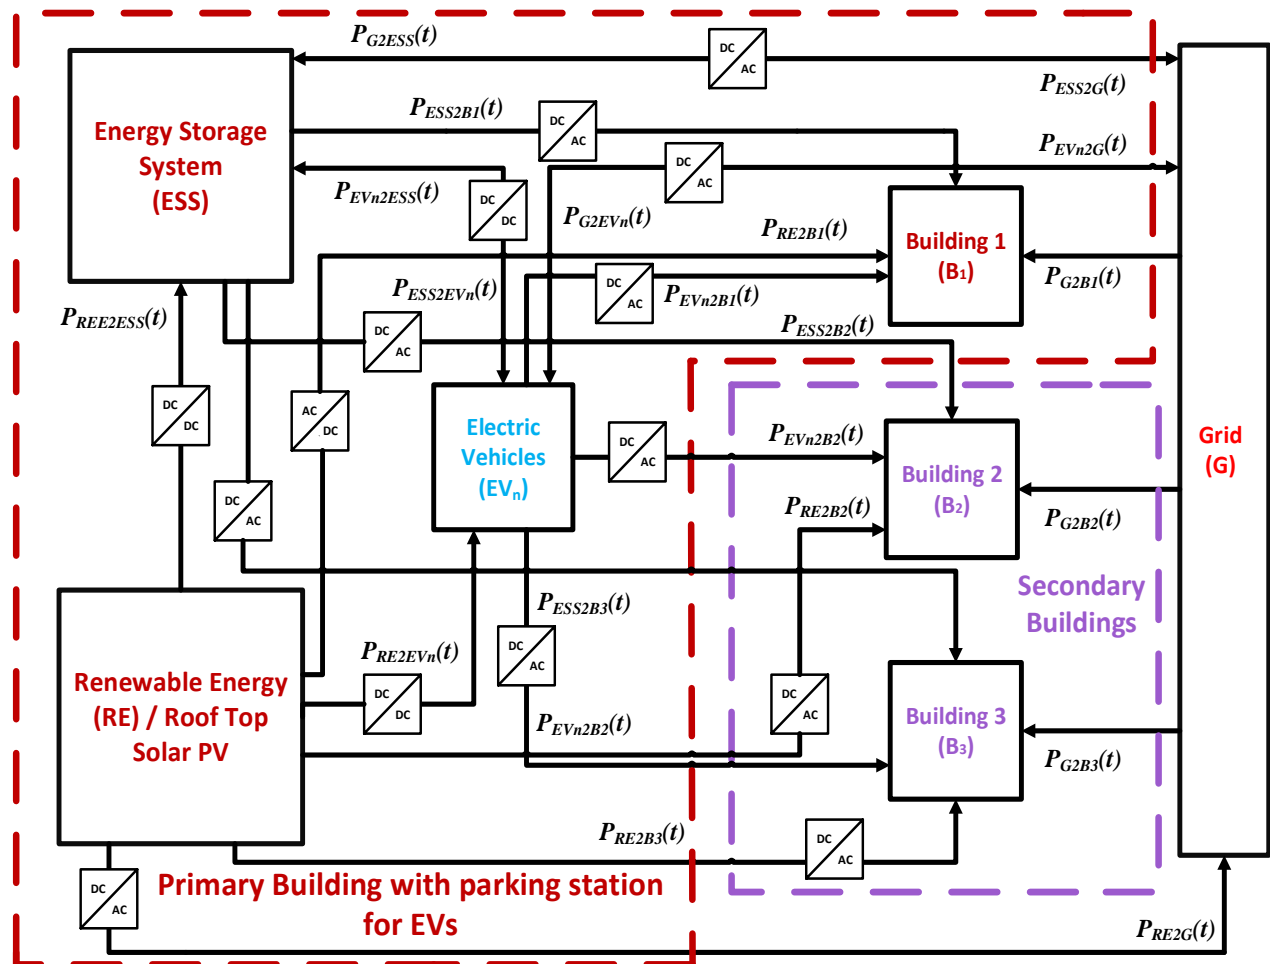 P_G2ESS(t)
DC
AC
P_ESS2G(t)
Energy Storage
System
(ESS)
P_ESS2B1(t)
DC
AC
P_EVn2G(t)
DC
AC
P_EVn2ESS(t)
DC
DC
P_G2EVn(t)
P_RE2B1(t)
Building 1
(B1)
P_G2B1(t)
P_ESS2EVn(t)
DC
AC
P_EVn2B1(t)
P_REE2ESS(t)
DC
AC
P_ESS2B2(t)
DC
DC
AC
DC
Electric
Vehicles
(EVn)
DC
AC
P_EVn2B2(t)
Building 2
(B2)
Grid
(G)
DC
AC
P_RE2B2(t)
P_G2B2(t)
P_ESS2B3(t)
Secondary
Buildings
DC
AC
P_RE2EVn(t)
DC
DC
Renewable Energy
(RE) / Roof Top
Solar PV
DC
AC
P_EVn2B2(t)
Building 3
(B3)
P_G2B3(t)
P_RE2B3(t)
DC
AC
DC
AC
Primary Building with parking station
for EVs
P_RE2G(t)